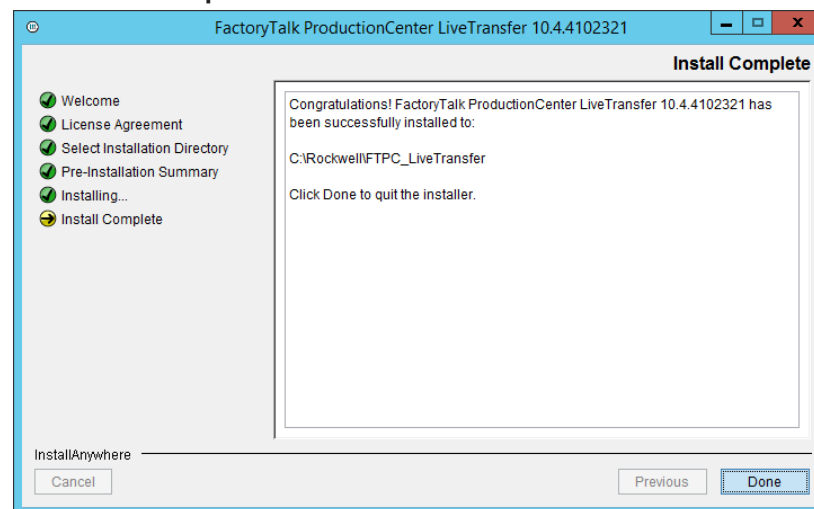 FactoryTalk ProductionCenter LiveTransfer 10.4.4102321
Install Complete
Welcome
License Agreement
Select Installation Directory
Pre-Installation Summary
Installing...
Install Complete
Congratulations! FactoryTalk ProductionCenter LiveTransfer 10.4.4102321 has
been successfully installed to:
C:\Rockwell\FTPC_LiveTransfer
Click Done to quit the installer.
InstallAnywhere
Cancel
Previous
Done